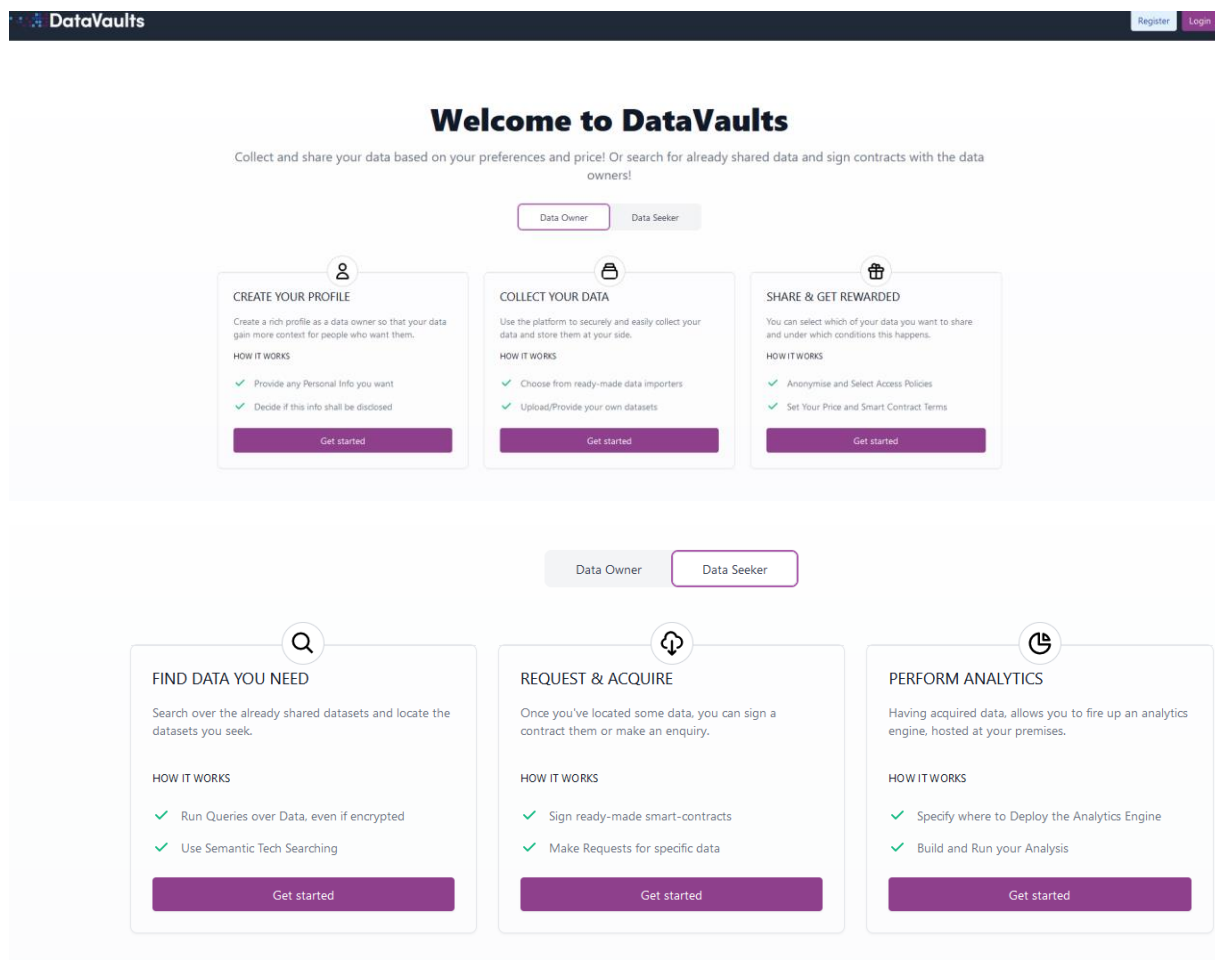 DataVaults
Register
Login
Welcome to DataVaults
Collect and share your data based on your preferences and price! Or search for already shared data and sign contracts with the data
owners!
Data Owner
Data Seeker
CREATE YOUR PROFILE
Create a rich profile as a data owner so that your data
gain more context for people who want them.
HOW IT WORKS
Provide any Personal Info you want
Decide if this info shall be disclosed
Get started
COLLECT YOUR DATA
Use the platform to securely and easily collect your
data and store them at your side.
HOW IT WORKS
Choose from ready-made data importers
Upload/Provide your own datasets
Get started
SHARE & GET REWARDED
You can select which of your data you want to share
and under which conditions this happens.
HOW IT WORKS
Anonymise and Select Access Policies
Set Your Price and Smart Contract Terms
Get started
Data Owner
Data Seeker
FIND DATA YOU NEED
Search over the already shared datasets and locate the
datasets you seek.
HOW IT WORKS
Run Queries over Data, even if encrypted
Use Semantic Tech Searching
Get started
REQUEST & ACQUIRE
Once you've located some data, you can sign a
contract them or make an enquiry.
HOW IT WORKS
Sign ready-made smart-contracts
Make Requests for specific data
Get started
PERFORM ANALYTICS
Having acquired data, allows you to fire up an analytics
engine, hosted at your premises.
HOW IT WORKS
Specify where to Deploy the Analytics Engine
Build and Run your Analysis
Get started